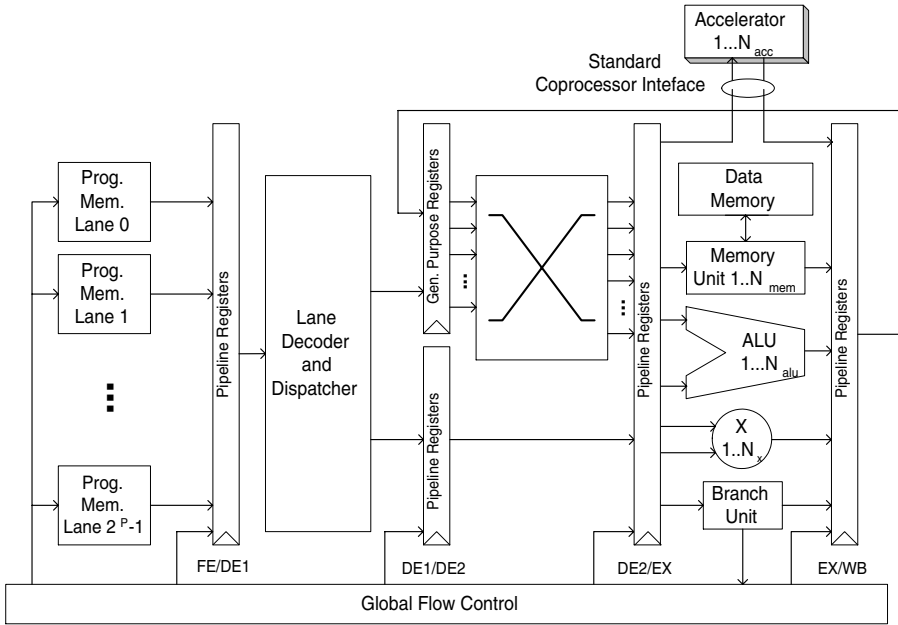 Accelerator
1...N acc
Standard
Coprocessor Inteface
Prog.
Mem.
Lane 0
Prog.
Mem.
Lane 1
...
Prog.
Mem.
Lane 2 P-1
Pipeline Registers
FE/DE1
Lane
Decoder
and
Dispatcher
Gen. Purpose Registers
Pipeline Registers
DE1/DE2
...
...
Pipeline Registers
DE2/EX
Data
Memory
Memory
Unit 1..N mem
ALU
1...N alu
X
1..N x
Branch
Unit
Pipeline Registers
EX/WB
Global Flow Control